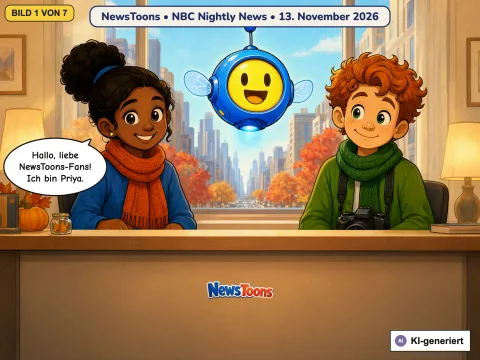 BILD 1 VON 7
NewsToons • NBC Nightly News • 13. November 2026
Hallo, liebe
NewsToons-Fans!
Ich bin Priya.
NewsToons
AI KI-generiert